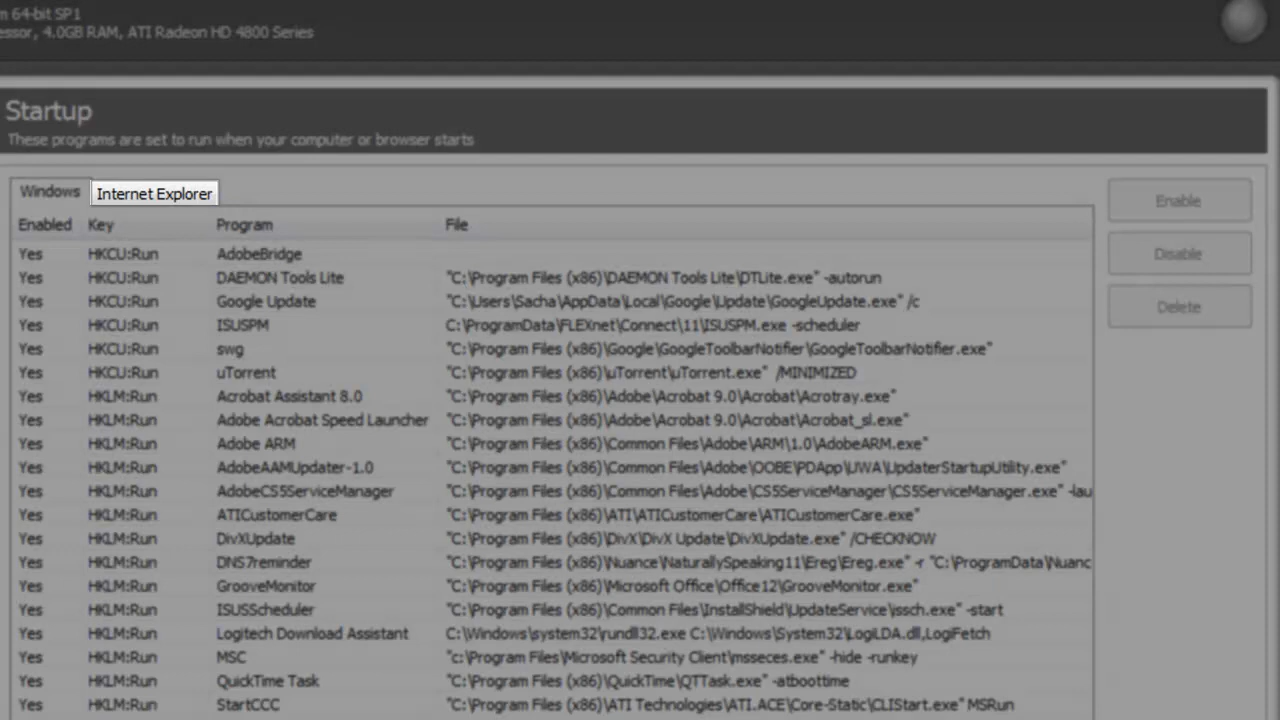 m 64-bit SP1
essor, 4.0GB RAM, ATI Radeon HD 4800 Series
Startup
These programs are set to run when your computer or browser starts
Windows Internet Explorer
Enable
Disable
Delete
Enabled Key Program File
Yes HKCU:Run AdobeBridge
Yes HKCU:Run DAEMON Tools Lite "C:\Program Files (x86)\DAEMON Tools Lite\DTLite.exe" -autorun
Yes HKCU:Run Google Update "C:\Users\Sacha\AppData\Local\Google\Update\GoogleUpdate.exe" /c
Yes HKCU:Run ISUSPM C:\ProgramData\FLEXnet\Connect\11\ISUSPM.exe -scheduler
Yes HKCU:Run swg "C:\Program Files (x86)\Google\GoogleToolbarNotifier\GoogleToolbarNotifier.exe"
Yes HKCU:Run uTorrent "C:\Program Files (x86)\uTorrent\uTorrent.exe" /MINIMIZED
Yes HKLM:Run Acrobat Assistant 8.0 "C:\Program Files (x86)\Adobe\Acrobat 9.0\Acrobat\Acrotray.exe"
Yes HKLM:Run Adobe Acrobat Speed Launcher "C:\Program Files (x86)\Adobe\Acrobat 9.0\Acrobat\Acrobat_sl.exe"
Yes HKLM:Run Adobe ARM "C:\Program Files (x86)\Common Files\Adobe\ARM\1.0\AdobeARM.exe"
Yes HKLM:Run AdobeAAMUpdater-1.0 "C:\Program Files (x86)\Common Files\Adobe\OOBE\PDApp\UWA\UpdaterStartupUtility.exe"
Yes HKLM:Run AdobeCS5ServiceManager "C:\Program Files (x86)\Common Files\Adobe\CS5ServiceManager\CS5ServiceManager.exe" -lau
Yes HKLM:Run ATICustomerCare "C:\Program Files (x86)\ATI\ATICustomerCare\ATICustomerCare.exe"
Yes HKLM:Run DivXUpdate "C:\Program Files (x86)\DivX\DivX Update\DivXUpdate.exe" /CHECKNOW
Yes HKLM:Run DNS7reminder "C:\Program Files (x86)\Nuance\NaturallySpeaking11\Ereg\Ereg.exe" -r "C:\ProgramData\Nuanc
Yes HKLM:Run GrooveMonitor "C:\Program Files (x86)\Microsoft Office\Office12\GrooveMonitor.exe"
Yes HKLM:Run ISUSScheduler "C:\Program Files (x86)\Common Files\InstallShield\UpdateService\issch.exe" -start
Yes HKLM:Run Logitech Download Assistant C:\Windows\system32\rundll32.exe C:\Windows\System32\LogiLDA.dll,LogiFetch
Yes HKLM:Run MSC "c:\Program Files\Microsoft Security Client\msseces.exe" -hide -runkey
Yes HKLM:Run QuickTime Task "C:\Program Files (x86)\QuickTime\QTTask.exe" -atboottime
Yes HKLM:Run StartCCC "C:\Program Files (x86)\ATI Technologies\ATI.ACE\Core-Static\CLIStart.exe" MSRun